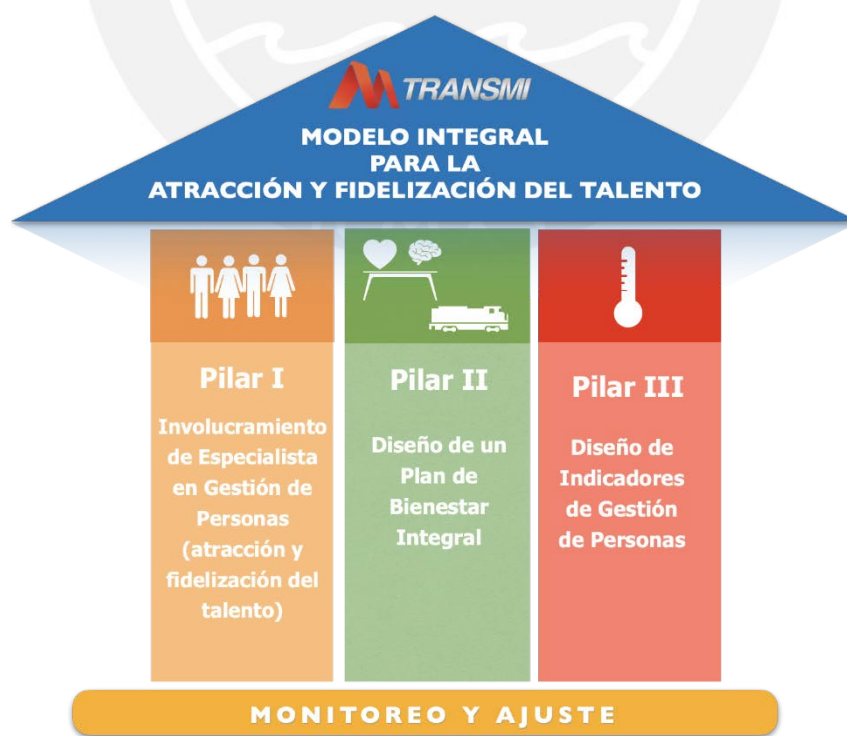 TRANSMI
MODELO INTEGRAL
PARA LA
ATRACCIÓN Y FIDELIZACIÓN DEL TALENTO
Pilar I
Involucramiento
de Especialista
en Gestión de
Personas
(atracción y
fidelización del
talento)
Pilar II
Diseño de un
Plan de
Bienestar
Integral
Pilar III
Diseño de
Indicadores
de Gestión
de Personas
MONITOREO Y AJUSTE